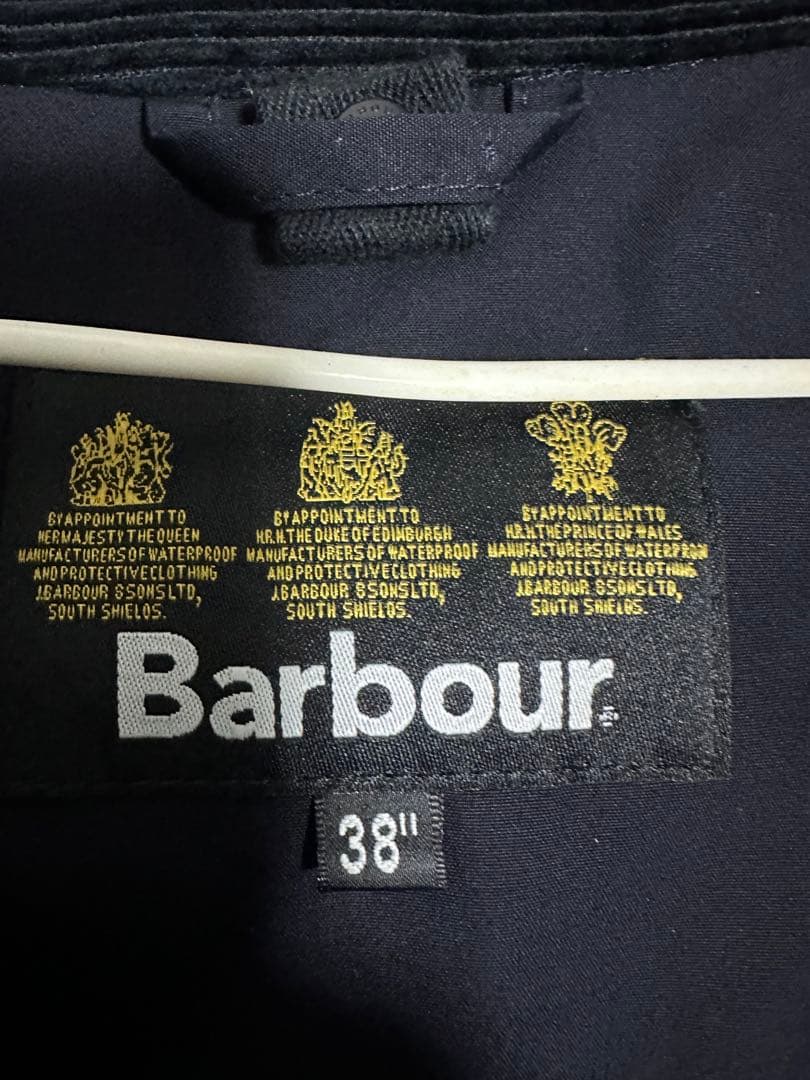 BY APPOINTMENT TO
HER MAJESTY THE QUEEN
MANUFACTURERS OF WATERPROOF
AND PROTECTIVE CLOTHING
J.BARBOUR & SONS LTD,
SOUTH SHIELDS.
BY APPOINTMENT TO
H.R.H. THE DUKE OF EDINBURGH
MANUFACTURERS OF WATERPROOF
AND PROTECTIVE CLOTHING
J.BARBOUR & SONS LTD,
SOUTH SHIELDS.
BY APPOINTMENT TO
H.R.H. THE PRINCE OF WALES
MANUFACTURERS OF WATERPROOF
AND PROTECTIVE CLOTHING
J.BARBOUR & SONS LTD,
SOUTH SHIELDS.
Barbour
38"